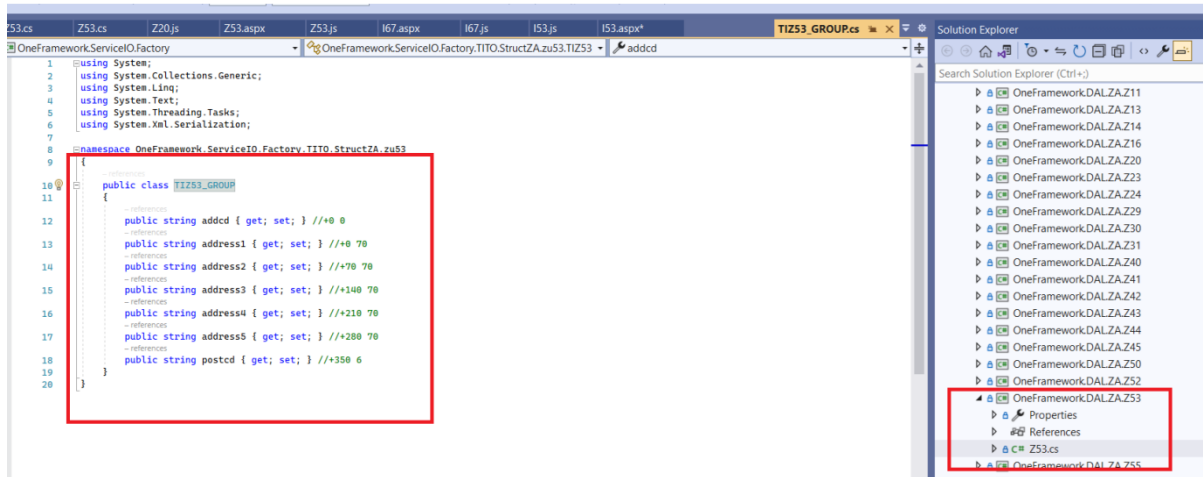 Z53.cs Z53.cs Z20.js Z53.aspx Z53.js I67.aspx I67.js I53.js I53.aspx* TIZ53_GROUP.cs
OneFramework.ServiceIO.Factory OneFramework.ServiceIO.Factory.TITO.StructZA.zu53.TIZ53 addcd
1 using System;
2 using System.Collections.Generic;
3 using System.Linq;
4 using System.Text;
5 using System.Threading.Tasks;
6 using System.Xml.Serialization;
7
8 namespace OneFramework.ServiceIO.Factory.TITO.StructZA.zu53
9 {
– references
10 public class TIZ53_GROUP
11 {
– references
12 public string addcd { get; set; } //+0 0
– references
13 public string address1 { get; set; } //+0 70
– references
14 public string address2 { get; set; } //+70 70
– references
15 public string address3 { get; set; } //+140 70
– references
16 public string address4 { get; set; } //+210 70
– references
17 public string address5 { get; set; } //+280 70
– references
18 public string postcd { get; set; } //+350 6
19 }
20 }
Solution Explorer
Search Solution Explorer (Ctrl+;)
OneFramework.DAL.ZA.Z11
OneFramework.DAL.ZA.Z13
OneFramework.DAL.ZA.Z14
OneFramework.DAL.ZA.Z16
OneFramework.DAL.ZA.Z20
OneFramework.DAL.ZA.Z23
OneFramework.DAL.ZA.Z24
OneFramework.DAL.ZA.Z29
OneFramework.DAL.ZA.Z30
OneFramework.DAL.ZA.Z31
OneFramework.DAL.ZA.Z40
OneFramework.DAL.ZA.Z41
OneFramework.DAL.ZA.Z42
OneFramework.DAL.ZA.Z43
OneFramework.DAL.ZA.Z44
OneFramework.DAL.ZA.Z45
OneFramework.DAL.ZA.Z50
OneFramework.DAL.ZA.Z52
OneFramework.DAL.ZA.Z53
Properties
References
C# Z53.cs
OneFramework.DAL.ZA.Z55